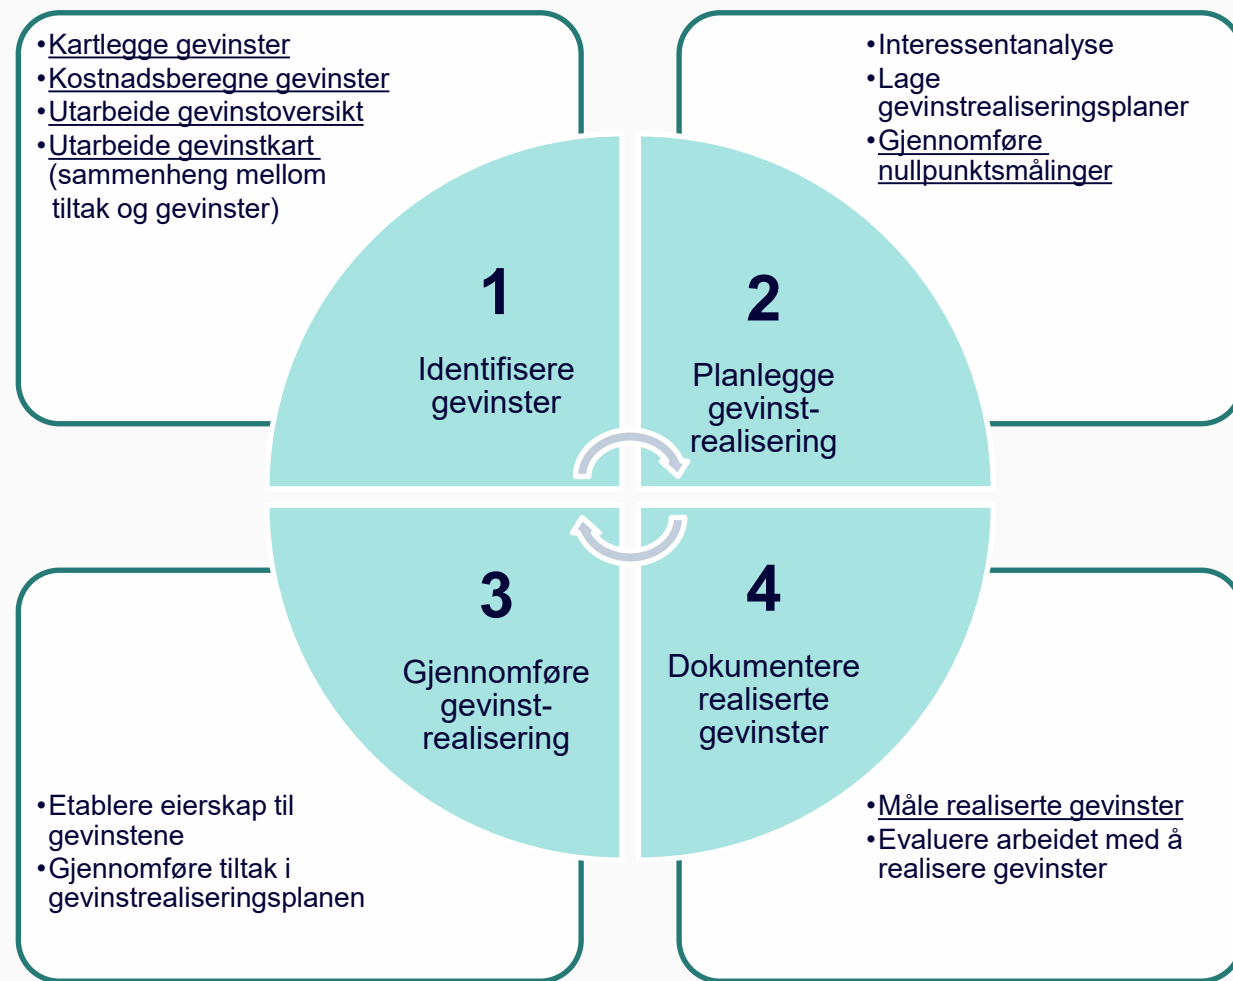 •Kartlegge gevinster
•Kostnadsberegne gevinster
•Utarbeide gevinstoversikt
•Utarbeide gevinstkart
(sammenheng mellom
tiltak og gevinster)
1
Identifisere
gevinster
•Interessentanalyse
•Lage
gevinstrealiseringsplaner
•Gjennomføre
nullpunktsmålinger
2
Planlegge
gevinst-
realisering
3
Gjennomføre
gevinst-
realisering
•Etablere eierskap til
gevinstene
•Gjennomføre tiltak i
gevinstrealiseringsplanen
4
Dokumentere
realiserte
gevinster
•Måle realiserte gevinster
•Evaluere arbeidet med å
realisere gevinster